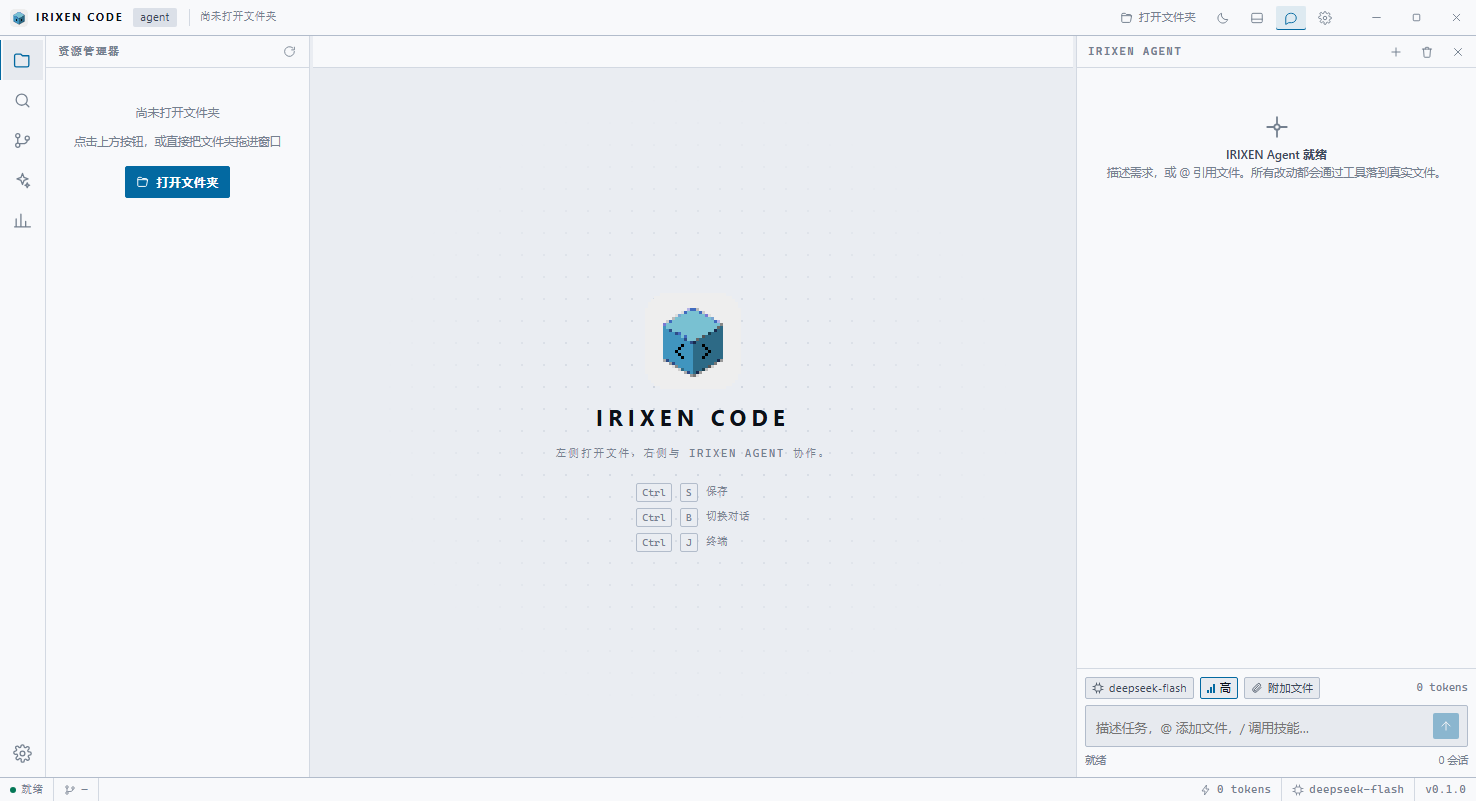 IRIXEN CODE agent 尚未打开文件夹 打开文件夹
资源管理器
尚未打开文件夹
点击上方按钮，或直接把文件夹拖进窗口
打开文件夹
IRIXEN CODE
左侧打开文件，右侧与 IRIXEN AGENT 协作。
Ctrl S 保存
Ctrl B 切换对话
Ctrl J 终端
IRIXEN AGENT
IRIXEN Agent 就绪
描述需求，或 @ 引用文件。所有改动都会通过工具落到真实文件。
deepseek-flash 高 附加文件 0 tokens
描述任务，@ 添加文件，/ 调用技能...
就绪 0 会话
就绪 — 0 tokens deepseek-flash v0.1.0